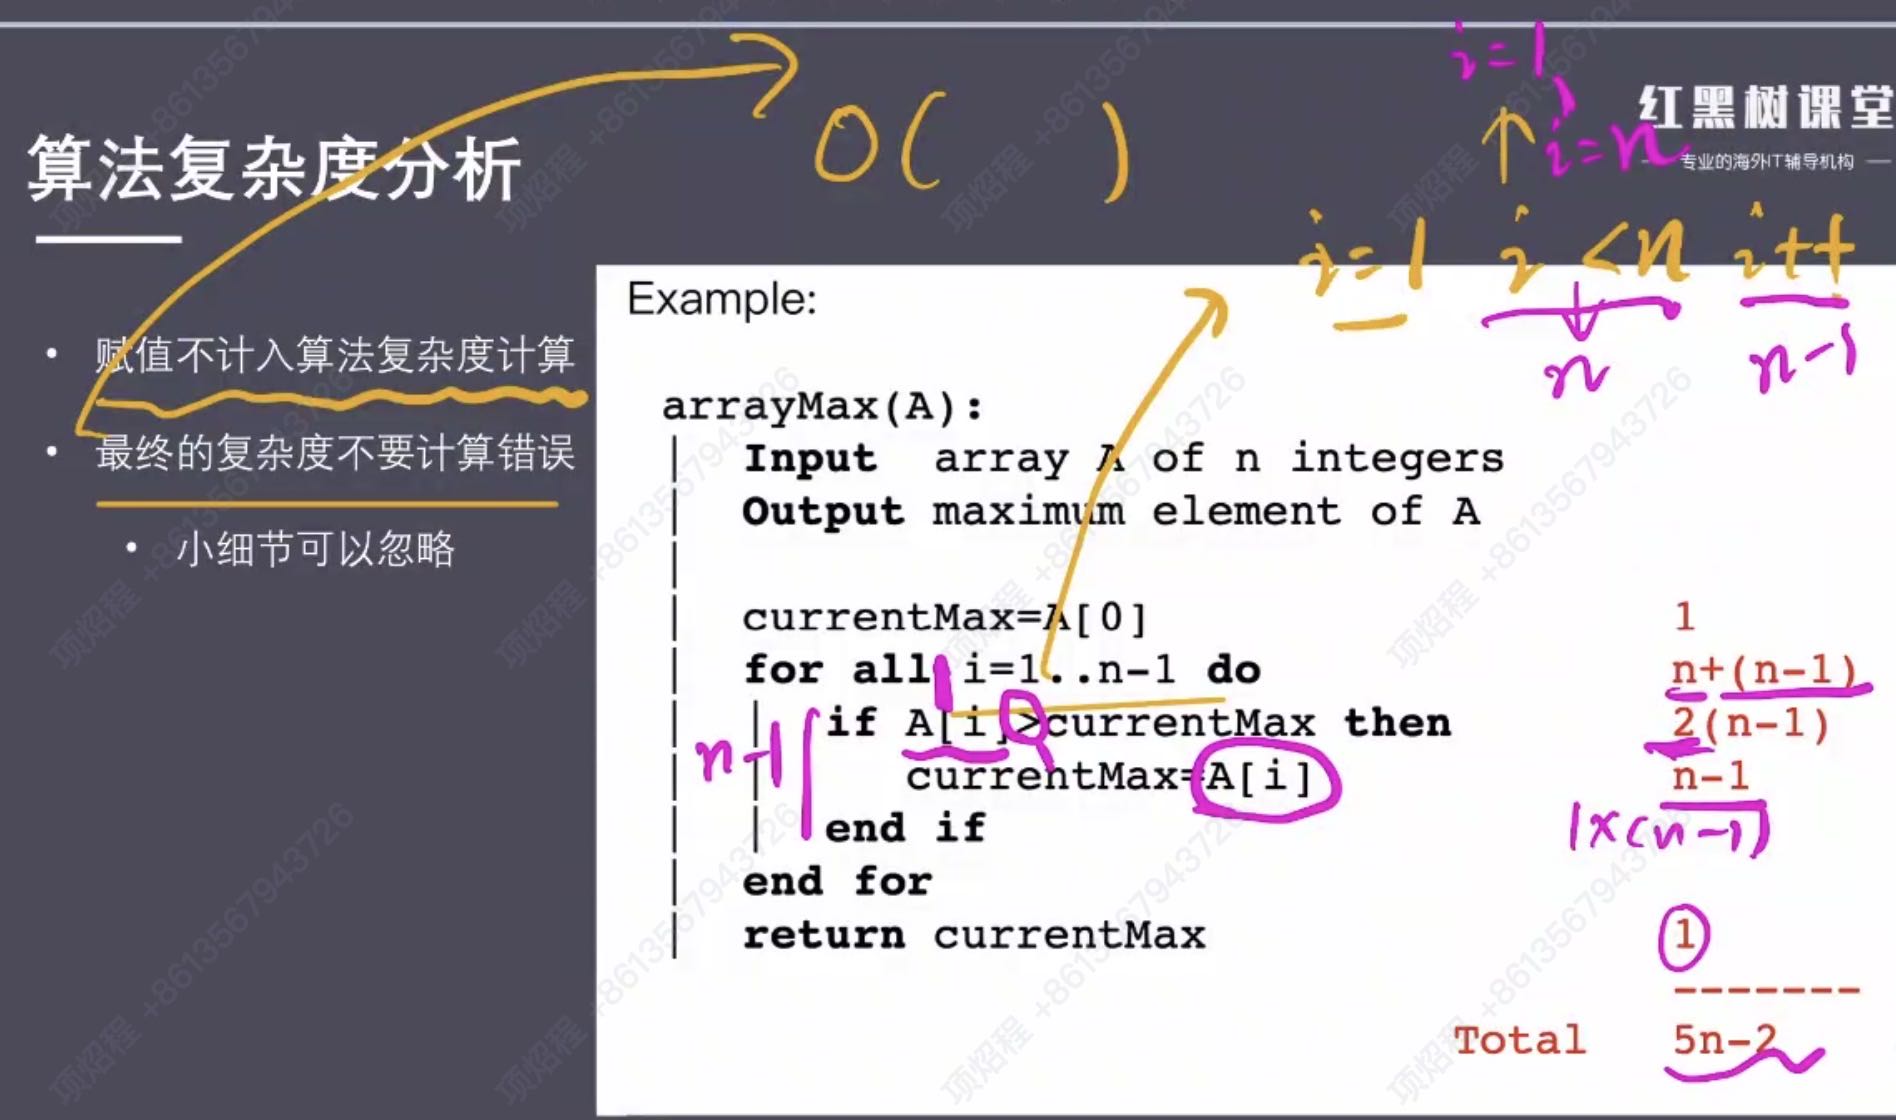 i=1
i=n
O( )
红黑树课堂
专业的海外IT辅导机构
算法复杂度分析
i=1 i<n i++
n n-1
赋值不计入算法复杂度计算
最终的复杂度不要计算错误
小细节可以忽略
Example:
arrayMax(A):
Input array A of n integers
Output maximum element of A
currentMax=A[0] 1
for all i=1..n-1 do n+(n-1)
if A[i]>currentMax then 2(n-1)
n-1
currentMax=A[i] n-1
1×(n-1)
end if
end for
return currentMax 1
-------
Total 5n-2
项焰程 +8613567943726